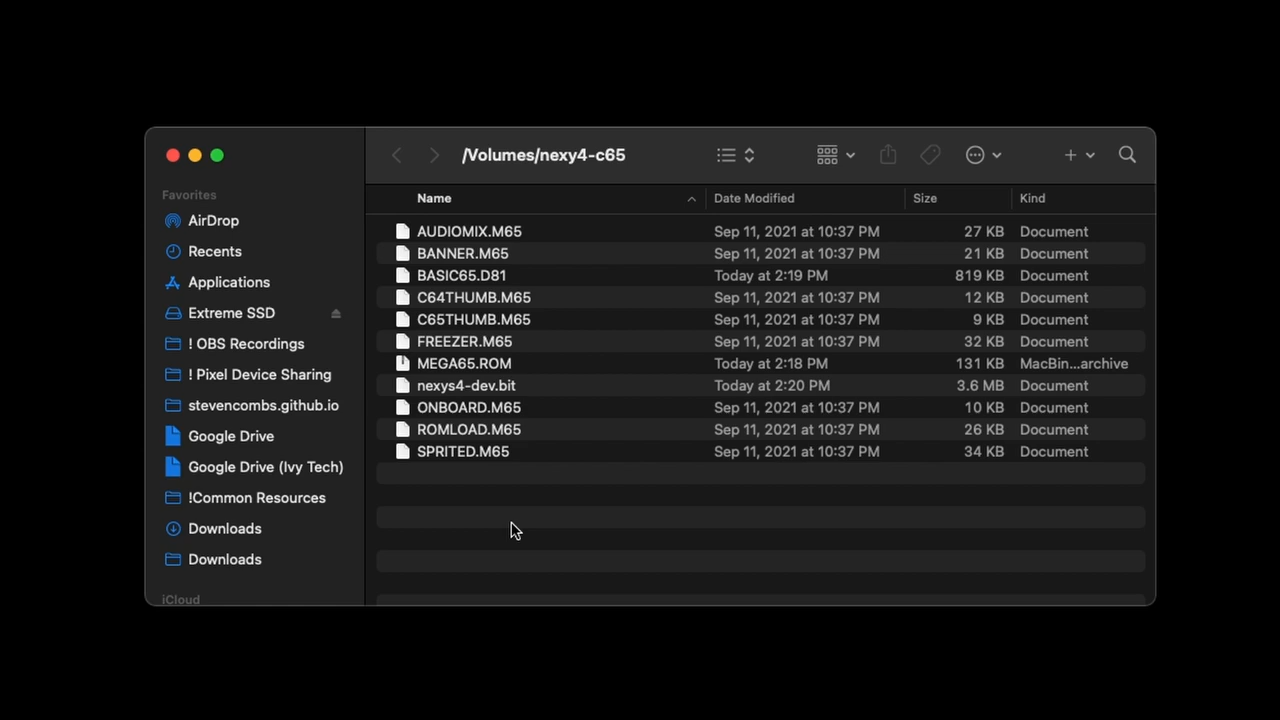 /Volumes/nexy4-c65
Favorites
AirDrop
Recents
Applications
Extreme SSD
! OBS Recordings
! Pixel Device Sharing
stevencombs.github.io
Google Drive
Google Drive (Ivy Tech)
!Common Resources
Downloads
Downloads
iCloud
Name Date Modified Size Kind
AUDIOMIX.M65 Sep 11, 2021 at 10:37 PM 27 KB Document
BANNER.M65 Sep 11, 2021 at 10:37 PM 21 KB Document
BASIC65.D81 Today at 2:19 PM 819 KB Document
C64THUMB.M65 Sep 11, 2021 at 10:37 PM 12 KB Document
C65THUMB.M65 Sep 11, 2021 at 10:37 PM 9 KB Document
FREEZER.M65 Sep 11, 2021 at 10:37 PM 32 KB Document
MEGA65.ROM Today at 2:18 PM 131 KB MacBin...archive
nexys4-dev.bit Today at 2:20 PM 3.6 MB Document
ONBOARD.M65 Sep 11, 2021 at 10:37 PM 10 KB Document
ROMLOAD.M65 Sep 11, 2021 at 10:37 PM 26 KB Document
SPRITED.M65 Sep 11, 2021 at 10:37 PM 34 KB Document